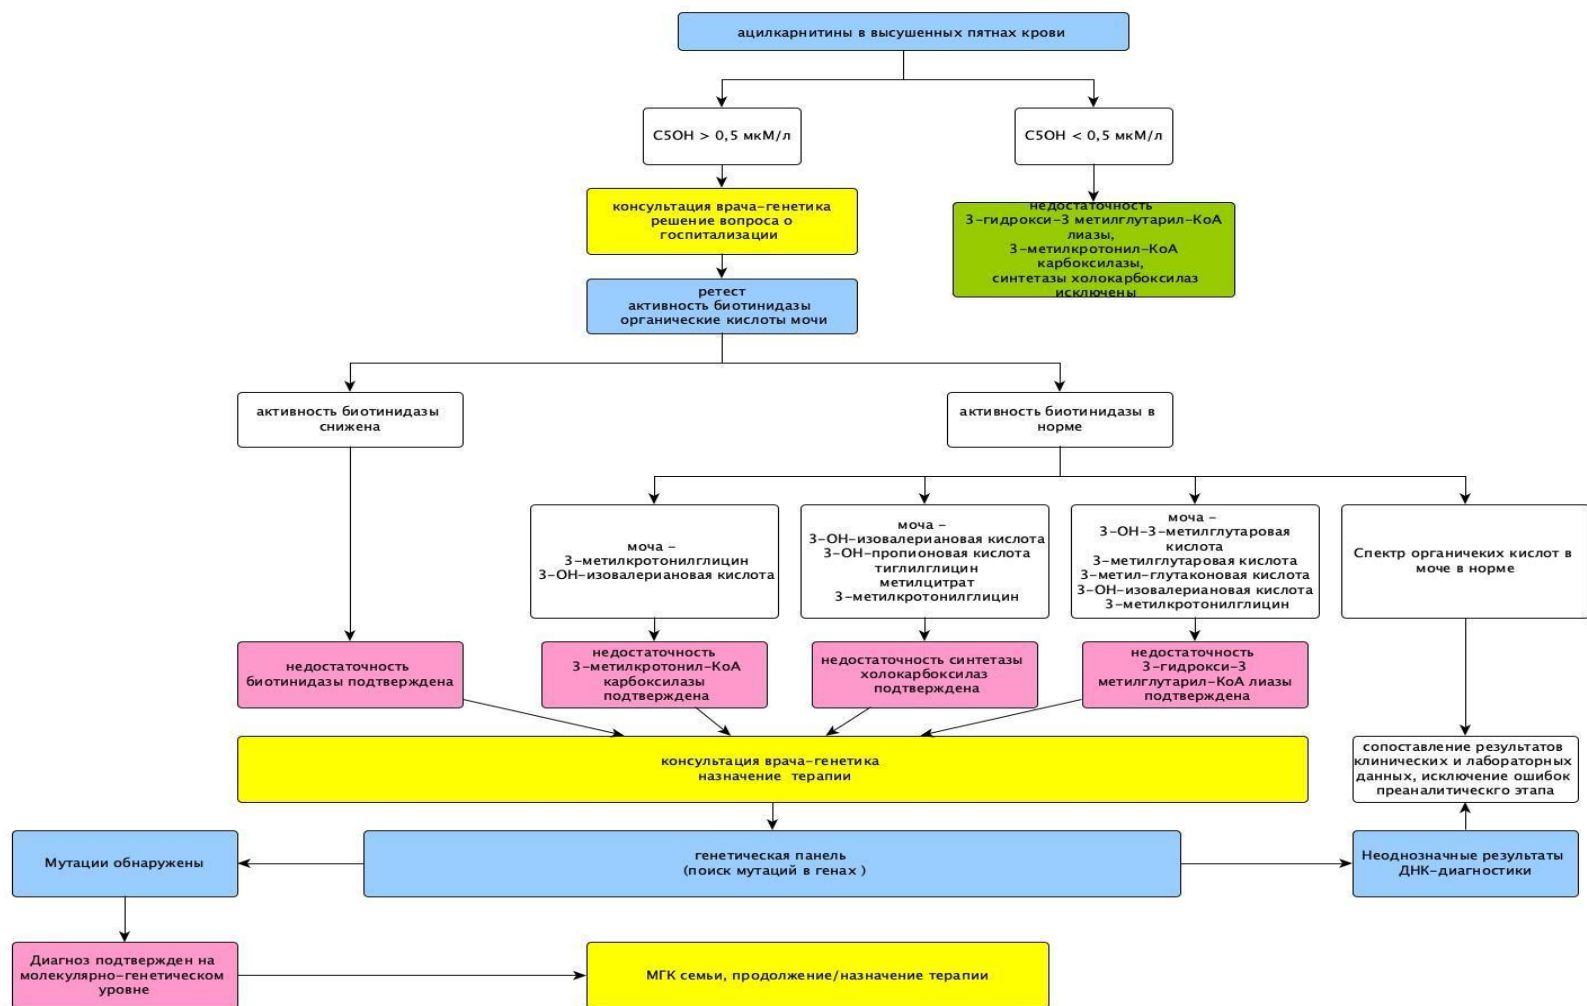 ацилкарнитины в высушенных пятнах крови
C5OH > 0,5 мкМ/л
C5OH < 0,5 мкМ/л
консультация врача-генетика
решение вопроса о
госпитализации
недостаточность
3-гидрокси-3 метилглутарил-КоА
лиазы,
3-метилкротонил-КоА
карбоксилазы,
синтетазы холокарбоксилаз
исключены
ретест
активность биотинидазы
органические кислоты мочи
активность биотинидазы
снижена
активность биотинидазы в
норме
моча -
3-метилкротонилглицин
3-ОН-изовалериановая кислота
моча -
3-ОН-изовалериановая кислота
3-ОН-пропионовая кислота
тиглилглицин
метилцитрат
3-метилкротонилглицин
моча -
3-ОН-3-метилглутаровая
кислота
3-метилглутаровая кислота
3-метил-глутаконовая кислота
3-ОН-изовалериановая кислота
3-метилкротонилглицин
Спектр органичеких кислот в
моче в норме
недостаточность
биотинидазы подтверждена
недостаточность
3-метилкротонил-КоА
карбоксилазы
подтверждена
недостаточность синтетазы
холокарбоксилаз
подтверждена
недостаточность
3-гидрокси-3
метилглутарил-КоА лиазы
подтверждена
консультация врача-генетика
назначение терапии
сопоставление результатов
клинических и лабораторных
данных, исключение ошибок
преаналитическго этапа
Мутации обнаружены
генетическая панель
(поиск мутаций в генах )
Неоднозначные результаты
ДНК-диагностики
Диагноз подтвержден на
молекулярно-генетическом
уровне
МГК семьи, продолжение/назначение терапии